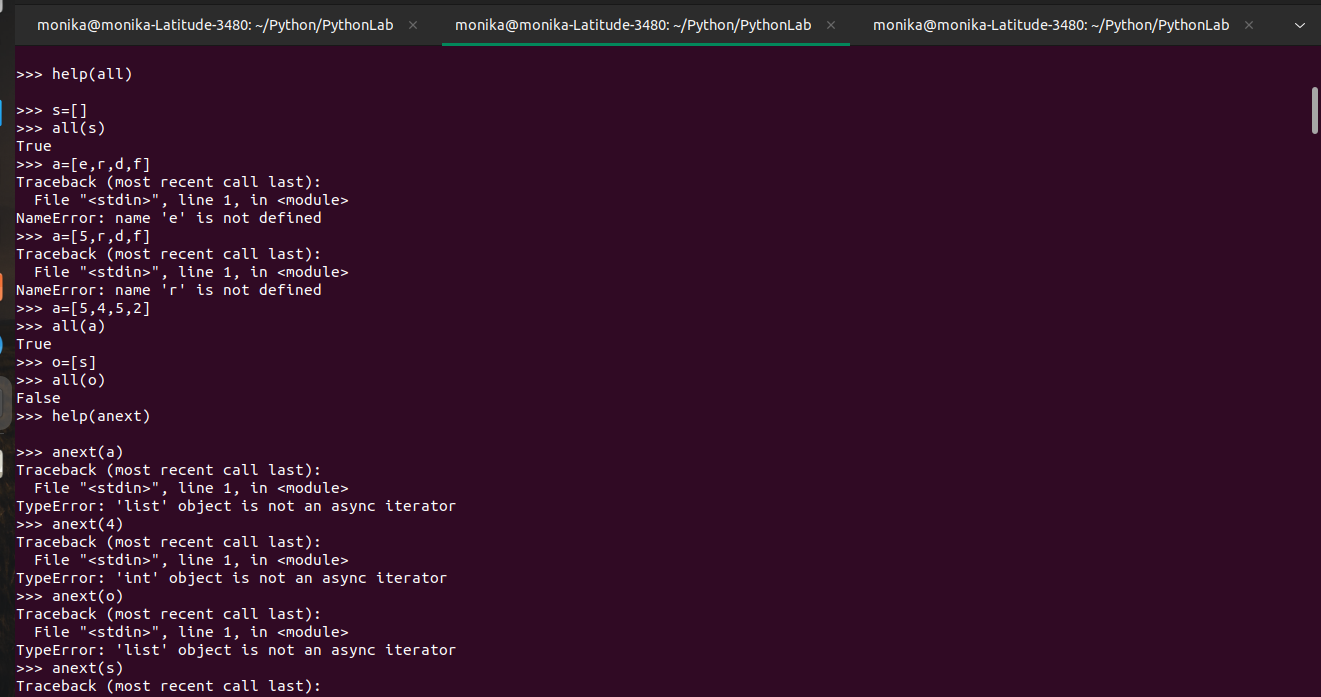 monika@monika-Latitude-3480: ~/Python/PythonLab × monika@monika-Latitude-3480: ~/Python/PythonLab × monika@monika-Latitude-3480: ~/Python/PythonLab ×
>>> help(all)
>>> s=[]
>>> all(s)
True
>>> a=[e,r,d,f]
Traceback (most recent call last):
  File "<stdin>", line 1, in <module>
NameError: name 'e' is not defined
>>> a=[5,r,d,f]
Traceback (most recent call last):
  File "<stdin>", line 1, in <module>
NameError: name 'r' is not defined
>>> a=[5,4,5,2]
>>> all(a)
True
>>> o=[s]
>>> all(o)
False
>>> help(anext)
>>> anext(a)
Traceback (most recent call last):
  File "<stdin>", line 1, in <module>
TypeError: 'list' object is not an async iterator
>>> anext(4)
Traceback (most recent call last):
  File "<stdin>", line 1, in <module>
TypeError: 'int' object is not an async iterator
>>> anext(o)
Traceback (most recent call last):
  File "<stdin>", line 1, in <module>
TypeError: 'list' object is not an async iterator
>>> anext(s)
Traceback (most recent call last):